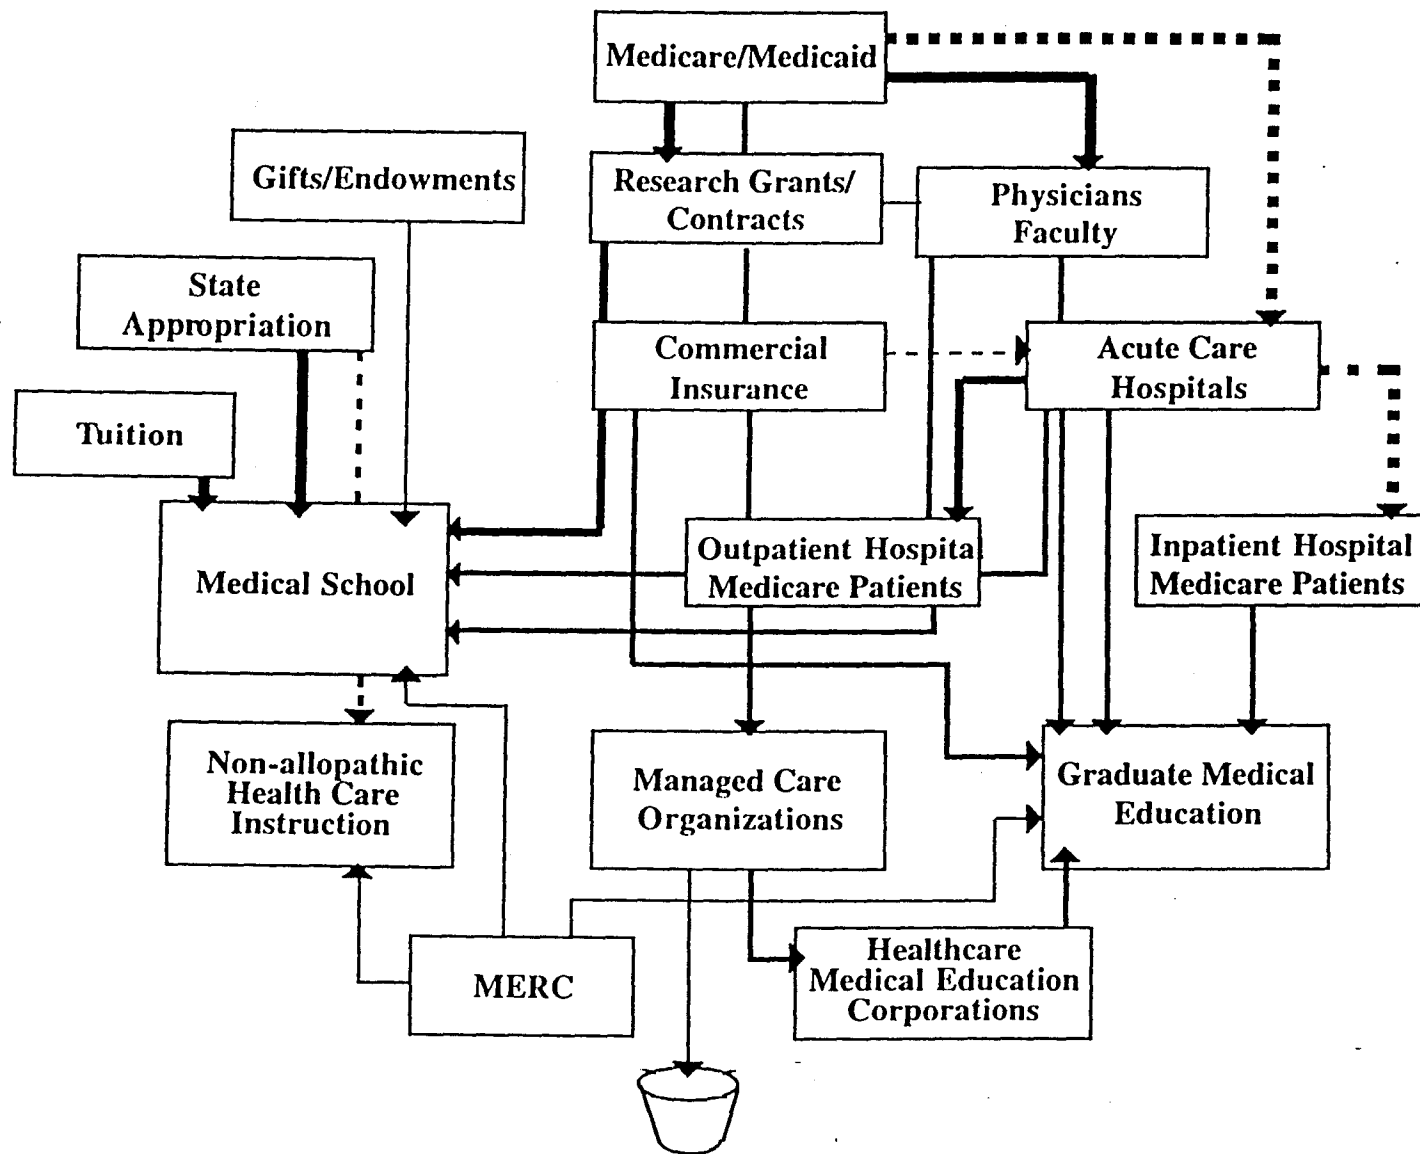 Medicare/Medicaid
Gifts/Endowments
Research Grants/
Contracts
Physicians
Faculty
State
Appropriation
Commercial
Insurance
Acute Care
Hospitals
Tuition
Outpatient Hospita
Medicare Patients
Inpatient Hospital
Medicare Patients
Medical School
Non-allopathic
Health Care
Instruction
Managed Care
Organizations
Graduate Medical
Education
MERC
Healthcare
Medical Education
Corporations